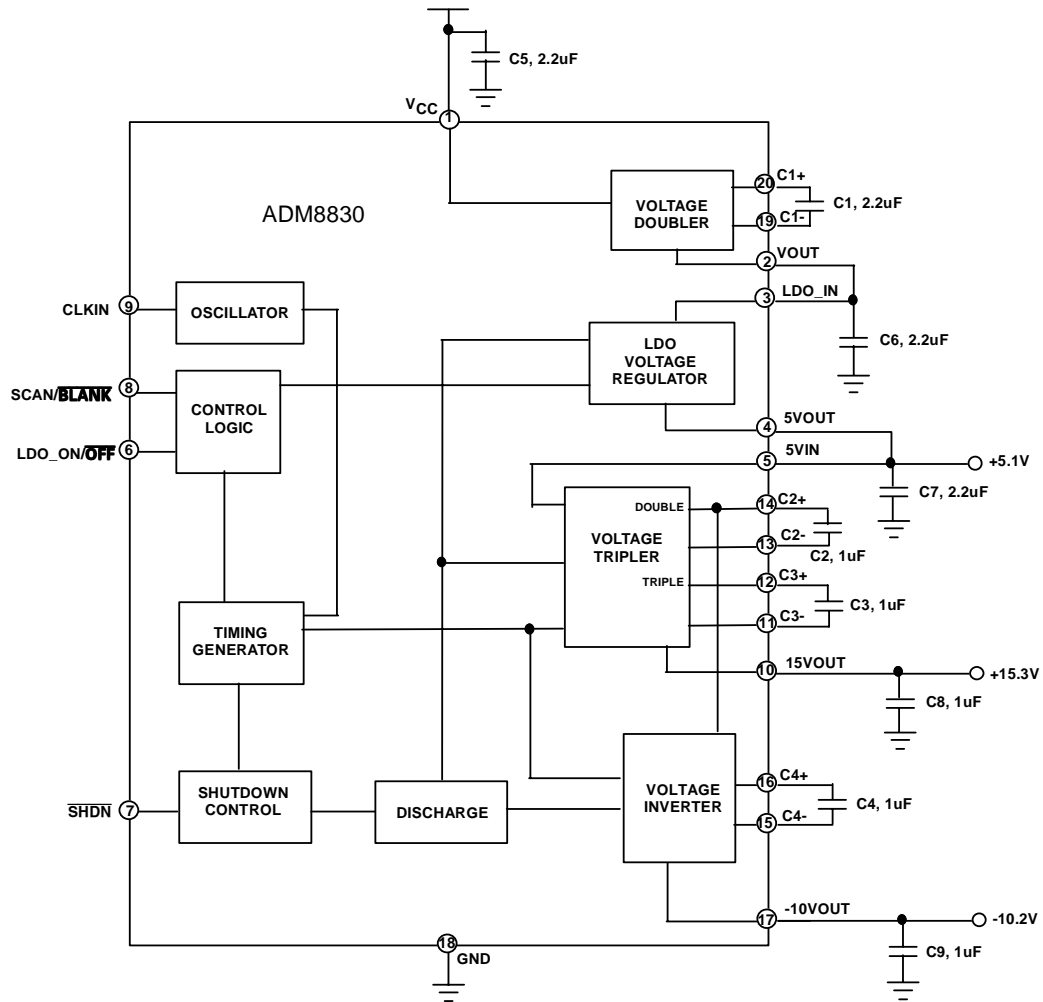 C5, 2.2uF
VCC
1
ADM8830
VOLTAGE
DOUBLER
20
C1+
19
C1-
C1, 2.2uF
2
VOUT
3
LDO_IN
C6, 2.2uF
CLKIN
9
OSCILLATOR
LDO
VOLTAGE
REGULATOR
SCAN/BLANK
8
CONTROL
LOGIC
LDO_ON/OFF
6
4
5VOUT
5
5VIN
+5.1V
C7, 2.2uF
VOLTAGE
TRIPLER
DOUBLE
TRIPLE
14
C2+
13
C2-
C2, 1uF
12
C3+
11
C3-
C3, 1uF
TIMING
GENERATOR
10
15VOUT
+15.3V
C8, 1uF
SHDN
7
SHUTDOWN
CONTROL
DISCHARGE
VOLTAGE
INVERTER
16
C4+
15
C4-
C4, 1uF
17
-10VOUT
-10.2V
C9, 1uF
18
GND